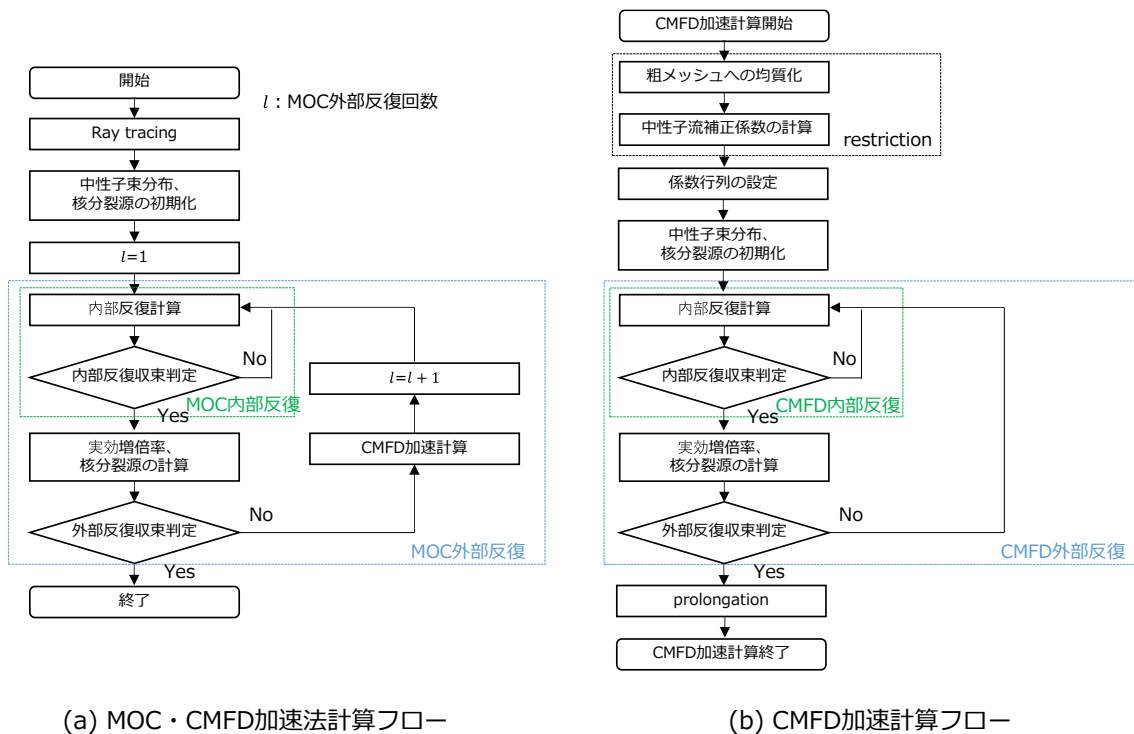 開始
l：MOC外部反復回数
Ray tracing
中性子束分布、
核分裂源の初期化
l=1
内部反復計算
No
内部反復収束判定
l=l + 1
MOC内部反復
Yes
実効増倍率、
核分裂源の計算
CMFD加速計算
No
外部反復収束判定
MOC外部反復
Yes
終了
(a) MOC・CMFD加速法計算フロー
CMFD加速計算開始
粗メッシュへの均質化
中性子流補正係数の計算
restriction
係数行列の設定
中性子束分布、
核分裂源の初期化
内部反復計算
No
内部反復収束判定
CMFD内部反復
Yes
実効増倍率、
核分裂源の計算
No
外部反復収束判定
CMFD外部反復
Yes
prolongation
CMFD加速計算終了
(b) CMFD加速計算フロー